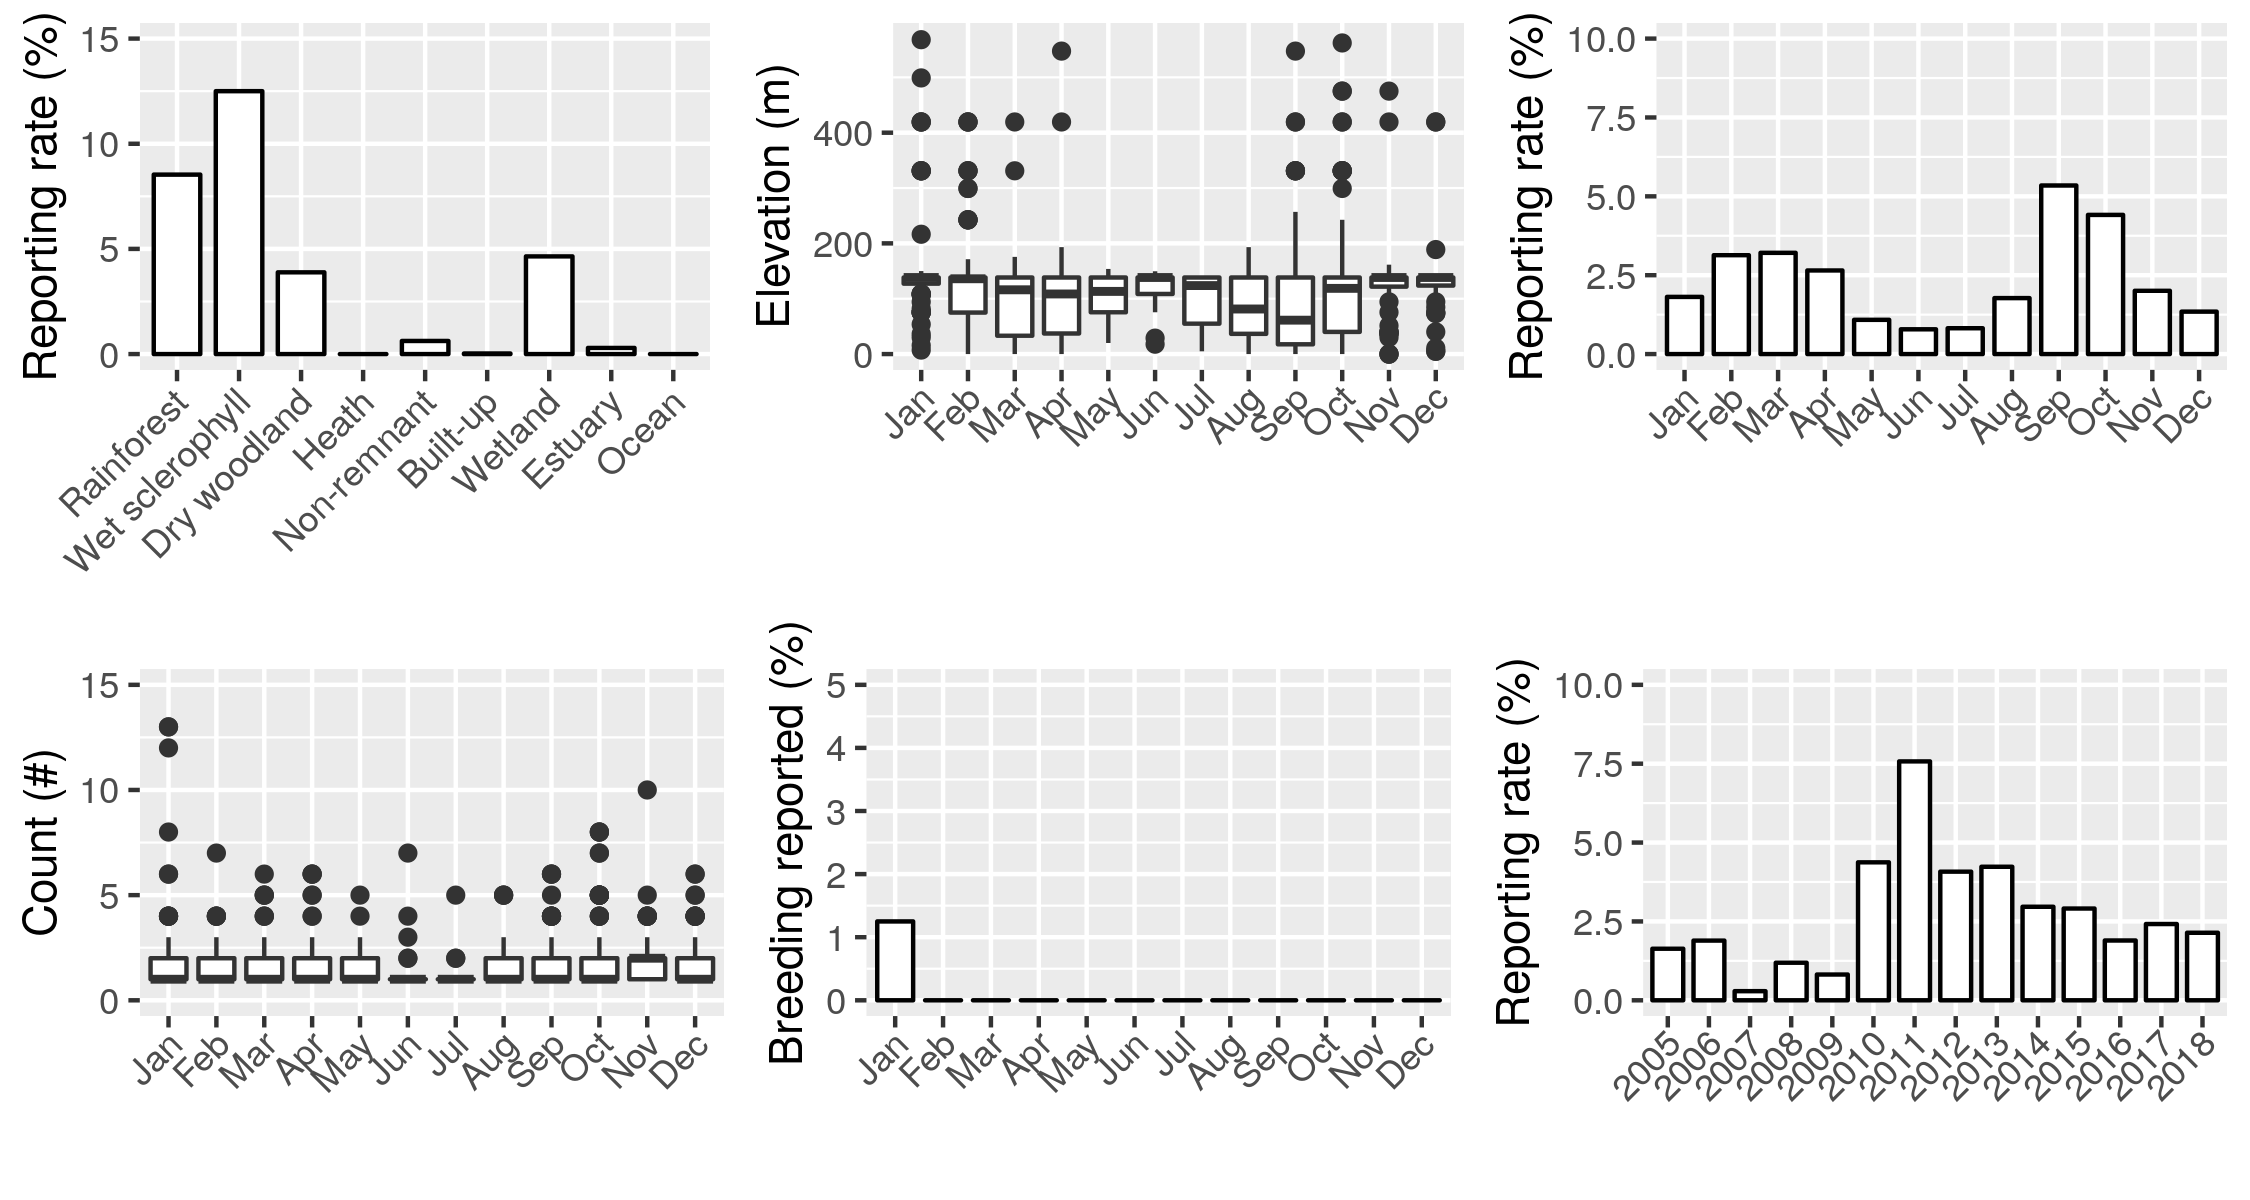 Reporting rate (%)
15
10
5
0
Rainforest
Wet sclerophyll
Dry woodland
Heath
Non-remnant
Built-up
Wetland
Estuary
Ocean
Elevation (m)
400
200
0
Jan
Feb
Mar
Apr
May
Jun
Jul
Aug
Sep
Oct
Nov
Dec
Reporting rate (%)
10.0
7.5
5.0
2.5
0.0
Jan
Feb
Mar
Apr
May
Jun
Jul
Aug
Sep
Oct
Nov
Dec
Count (#)
15
10
5
0
Jan
Feb
Mar
Apr
May
Jun
Jul
Aug
Sep
Oct
Nov
Dec
Breeding reported (%)
5
4
3
2
1
0
Jan
Feb
Mar
Apr
May
Jun
Jul
Aug
Sep
Oct
Nov
Dec
Reporting rate (%)
10.0
7.5
5.0
2.5
0.0
2005
2006
2007
2008
2009
2010
2011
2012
2013
2014
2015
2016
2017
2018